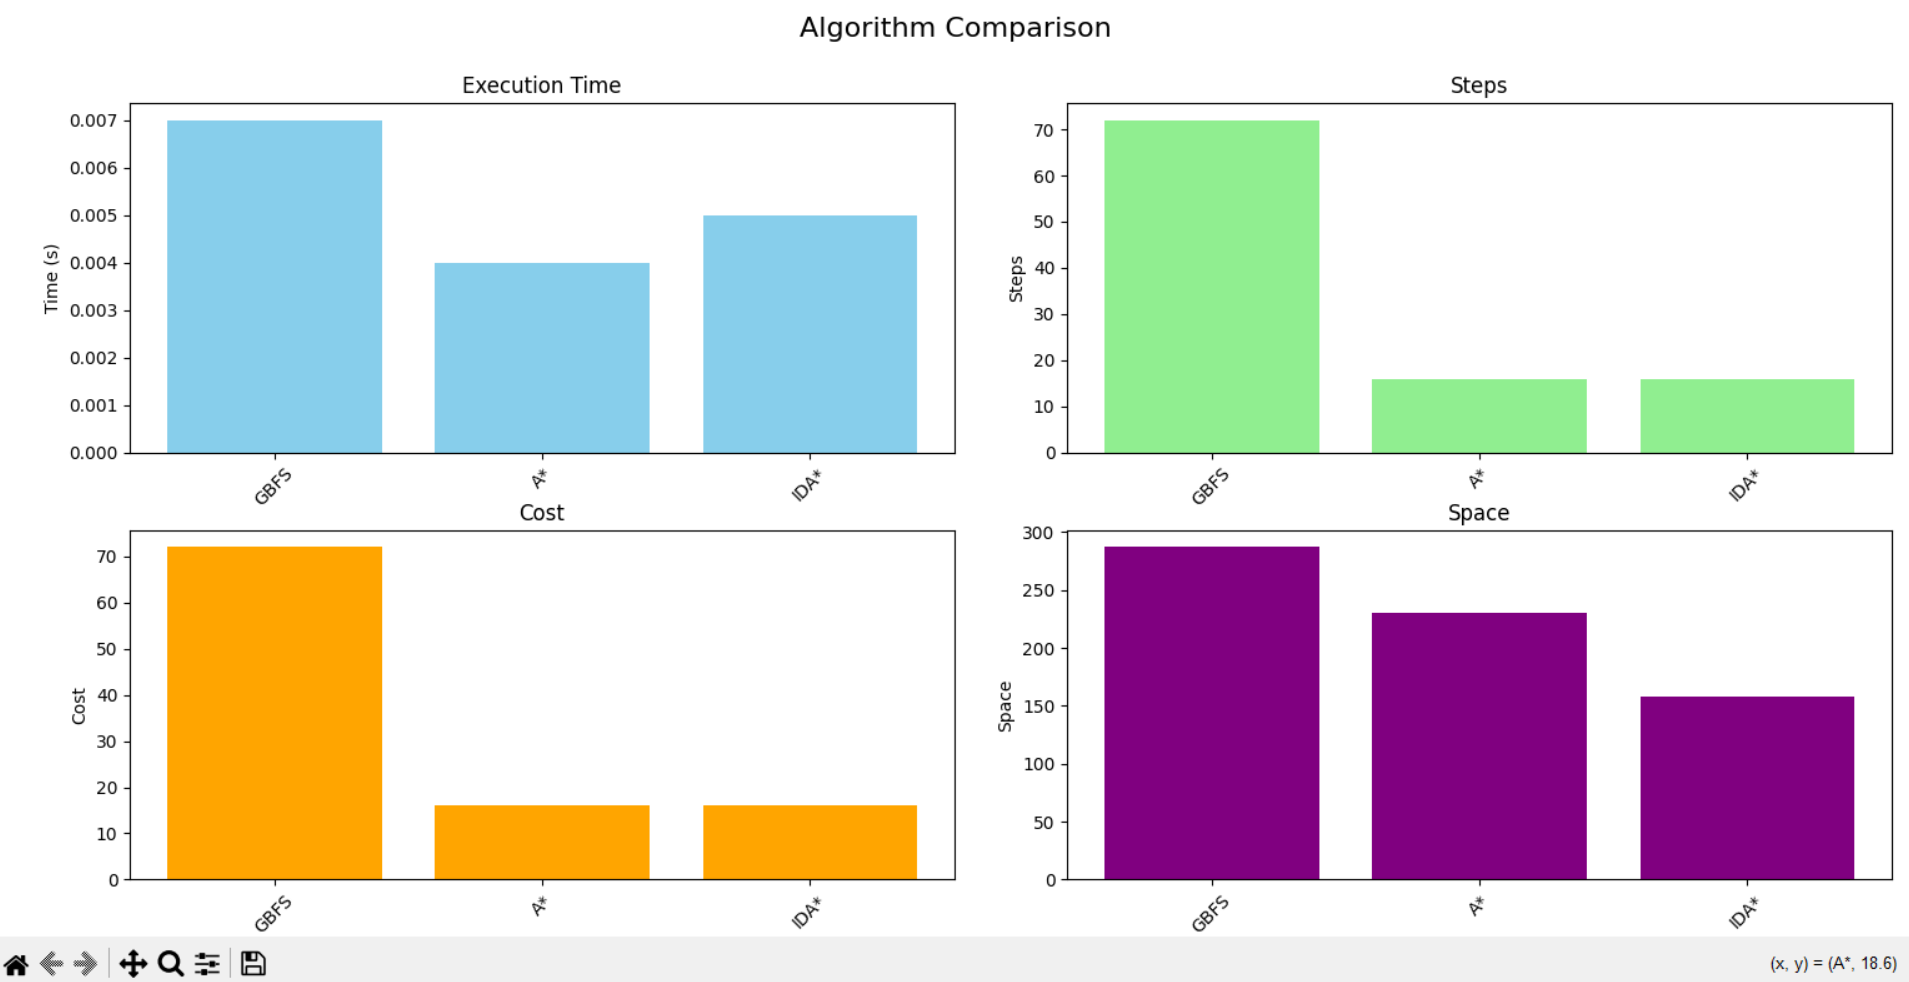 Algorithm Comparison
Execution Time
Time (s)
0.007
0.006
0.005
0.004
0.003
0.002
0.001
0.000
GBFS
A*
IDA*
Steps
Steps
70
60
50
40
30
20
10
0
GBFS
A*
IDA*
Cost
Cost
70
60
50
40
30
20
10
0
GBFS
A*
IDA*
Space
Space
300
250
200
150
100
50
0
GBFS
A*
IDA*
(x, y) = (A*, 18.6)